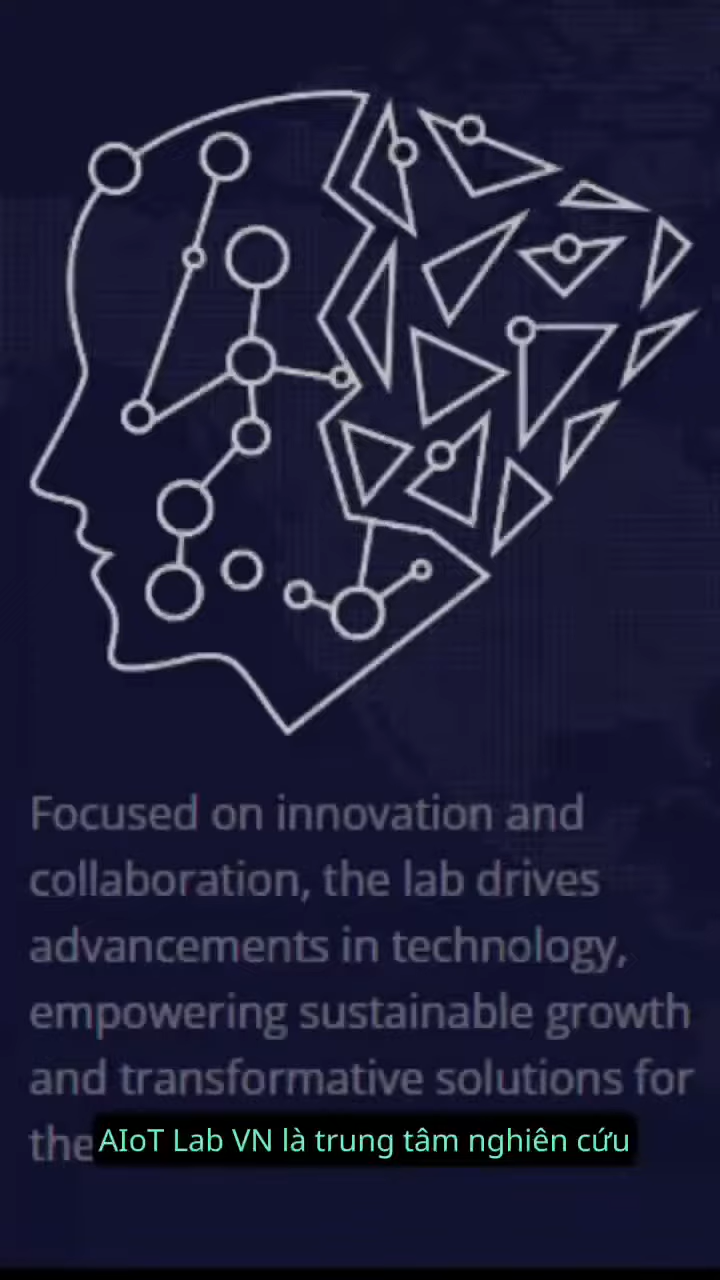 Focused on innovation and
collaboration, the lab drives
advancements in technology,
empowering sustainable growth
and transformative solutions for
the
AIoT Lab VN là trung tâm nghiên cứu